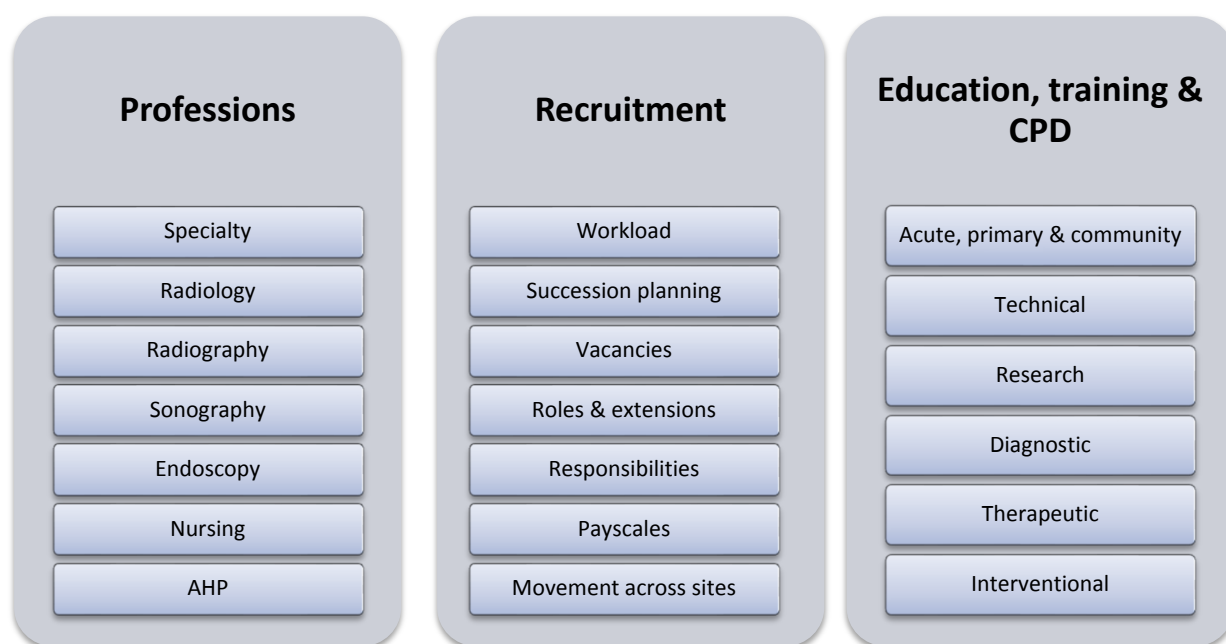 Professions
Specialty
Radiology
Radiography
Sonography
Endoscopy
Nursing
AHP
Recruitment
Workload
Succession planning
Vacancies
Roles & extensions
Responsibilities
Payscales
Movement across sites
Education, training &
CPD
Acute, primary & community
Technical
Research
Diagnostic
Therapeutic
Interventional